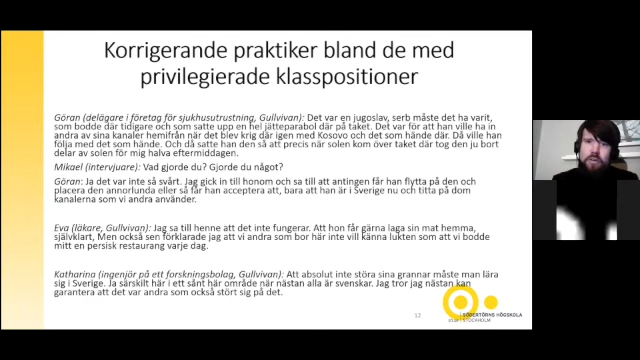 Korrigerande praktiker bland de med
privilegierade klasspositioner
Göran (delägare i företag för sjukhusutrustning, Gullvivan): Det var en jugoslav, serb måste det ha varit,
som bodde där tidigare och som satte upp en hel jätteparabol där på taket. Det var för att han ville ha in
andra av sina kanaler hemifrån när det blev krig där igen med Kosovo och det som hände där. Då ville han
följa med det som hände. Och då satte han den så att precis när solen kom över taket där tog den ju bort
delar av solen för mig halva eftermiddagen.
Mikael (intervjuare): Vad gjorde du? Gjorde du något?
Göran: Ja det var inte så svårt. Jag gick in till honom och sa till att antingen får han flytta på den och
placera den annorlunda eller så får han acceptera att, bara att han är i Sverige nu och titta på dom
kanalerna som vi andra använder.
Eva (läkare, Gullvivan): Jag sa till henne att det inte fungerar. Att hon får gärna laga sin mat hemma,
självklart, Men också sen förklarade jag att vi andra som bor här inte vill känna lukten som att vi bodde
mitt en persisk restaurang varje dag.
Katharina (ingenjör på ett forskningsbolag, Gullvivan): Att absolut inte störa sina grannar måste man lära
sig i Sverige. Ja särskilt här i ett sånt här område när nästan alla är svenskar. Jag tror jag nästan kan
garantera att det var andra som också stört sig på det.
12
SÖDERTÖRNS HÖGSKOLA
STOCKHOLM